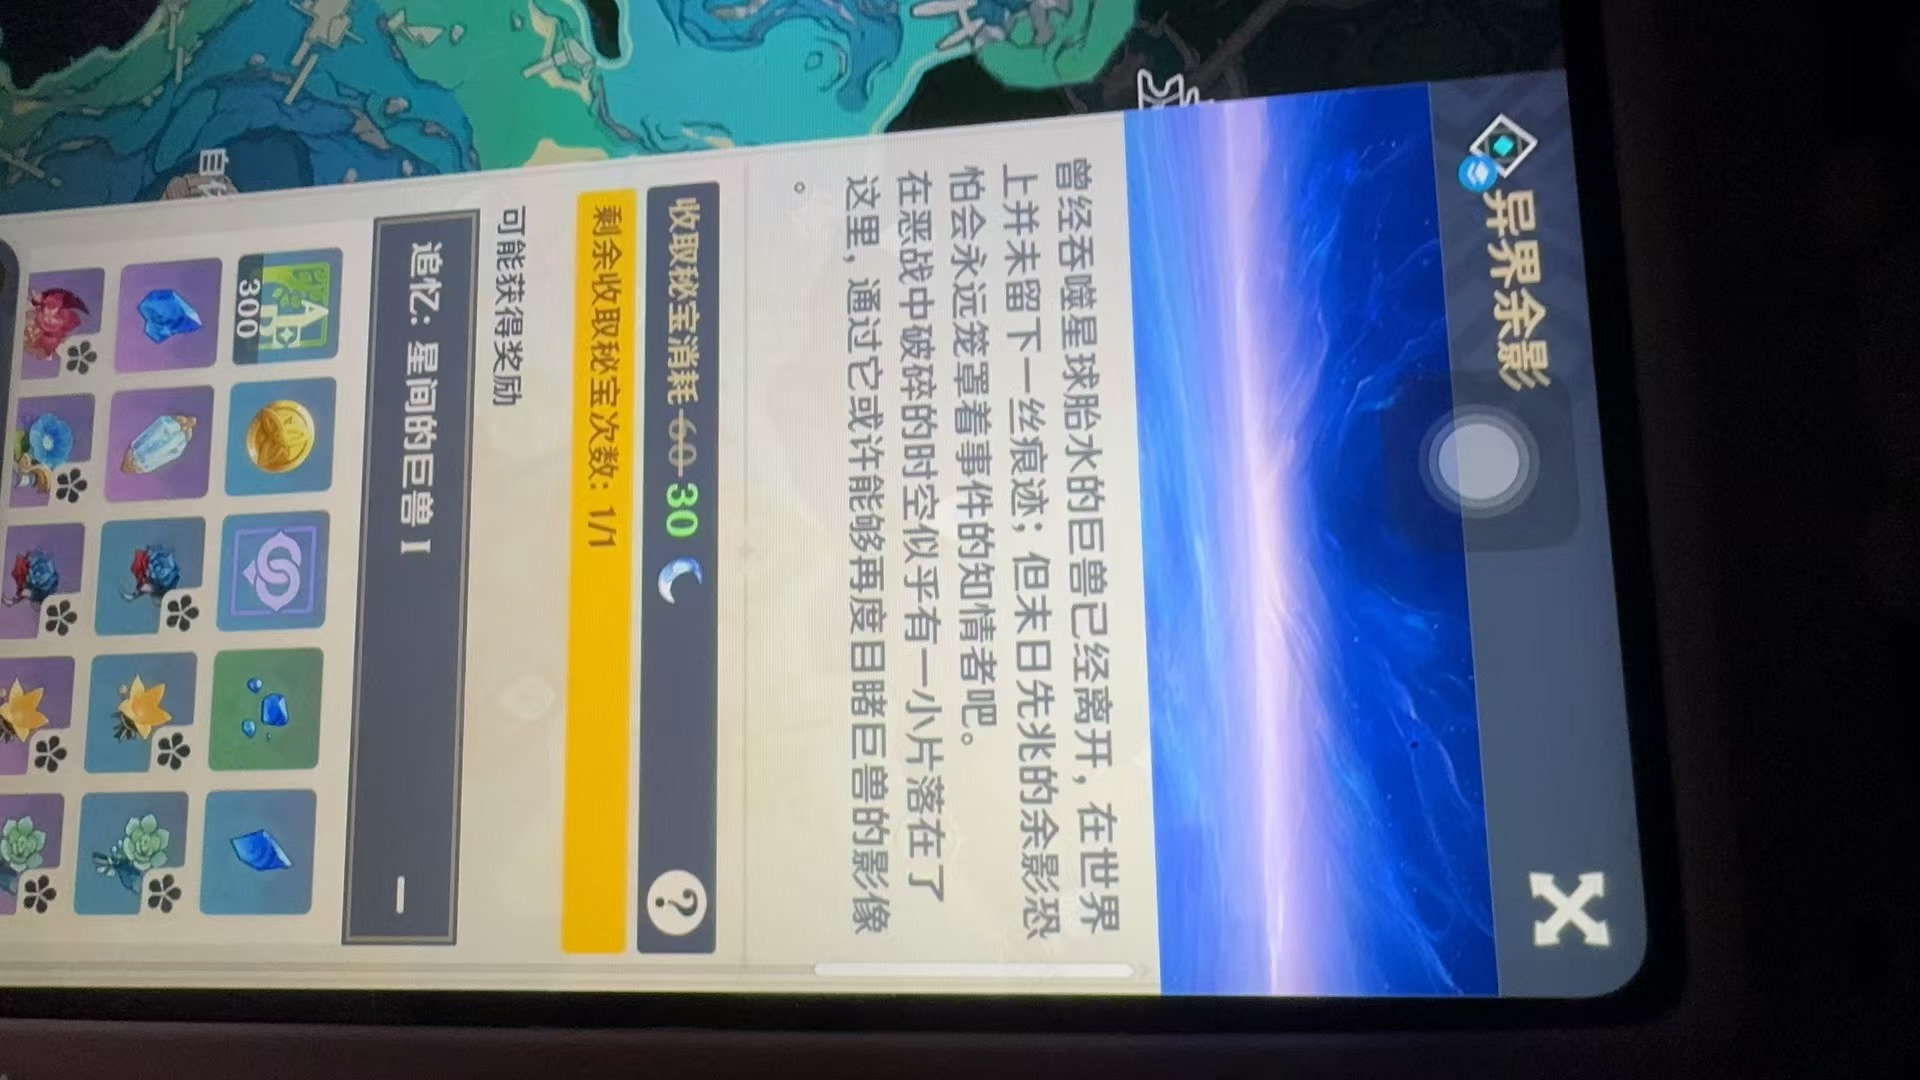 异界余影
曾经吞噬星球胎水的巨兽已经离开，在世界
上并未留下一丝痕迹；但末日先兆的余影恐
怕会永远笼罩着事件的知情者吧。
在恶战中破碎的时空似乎有一小片落在了
这里，通过它或许能够再度目睹巨兽的影像
。
收取秘宝消耗 60 30
?
剩余收取秘宝次数：1/1
可能获得奖励
追忆：星间的巨兽 I
300